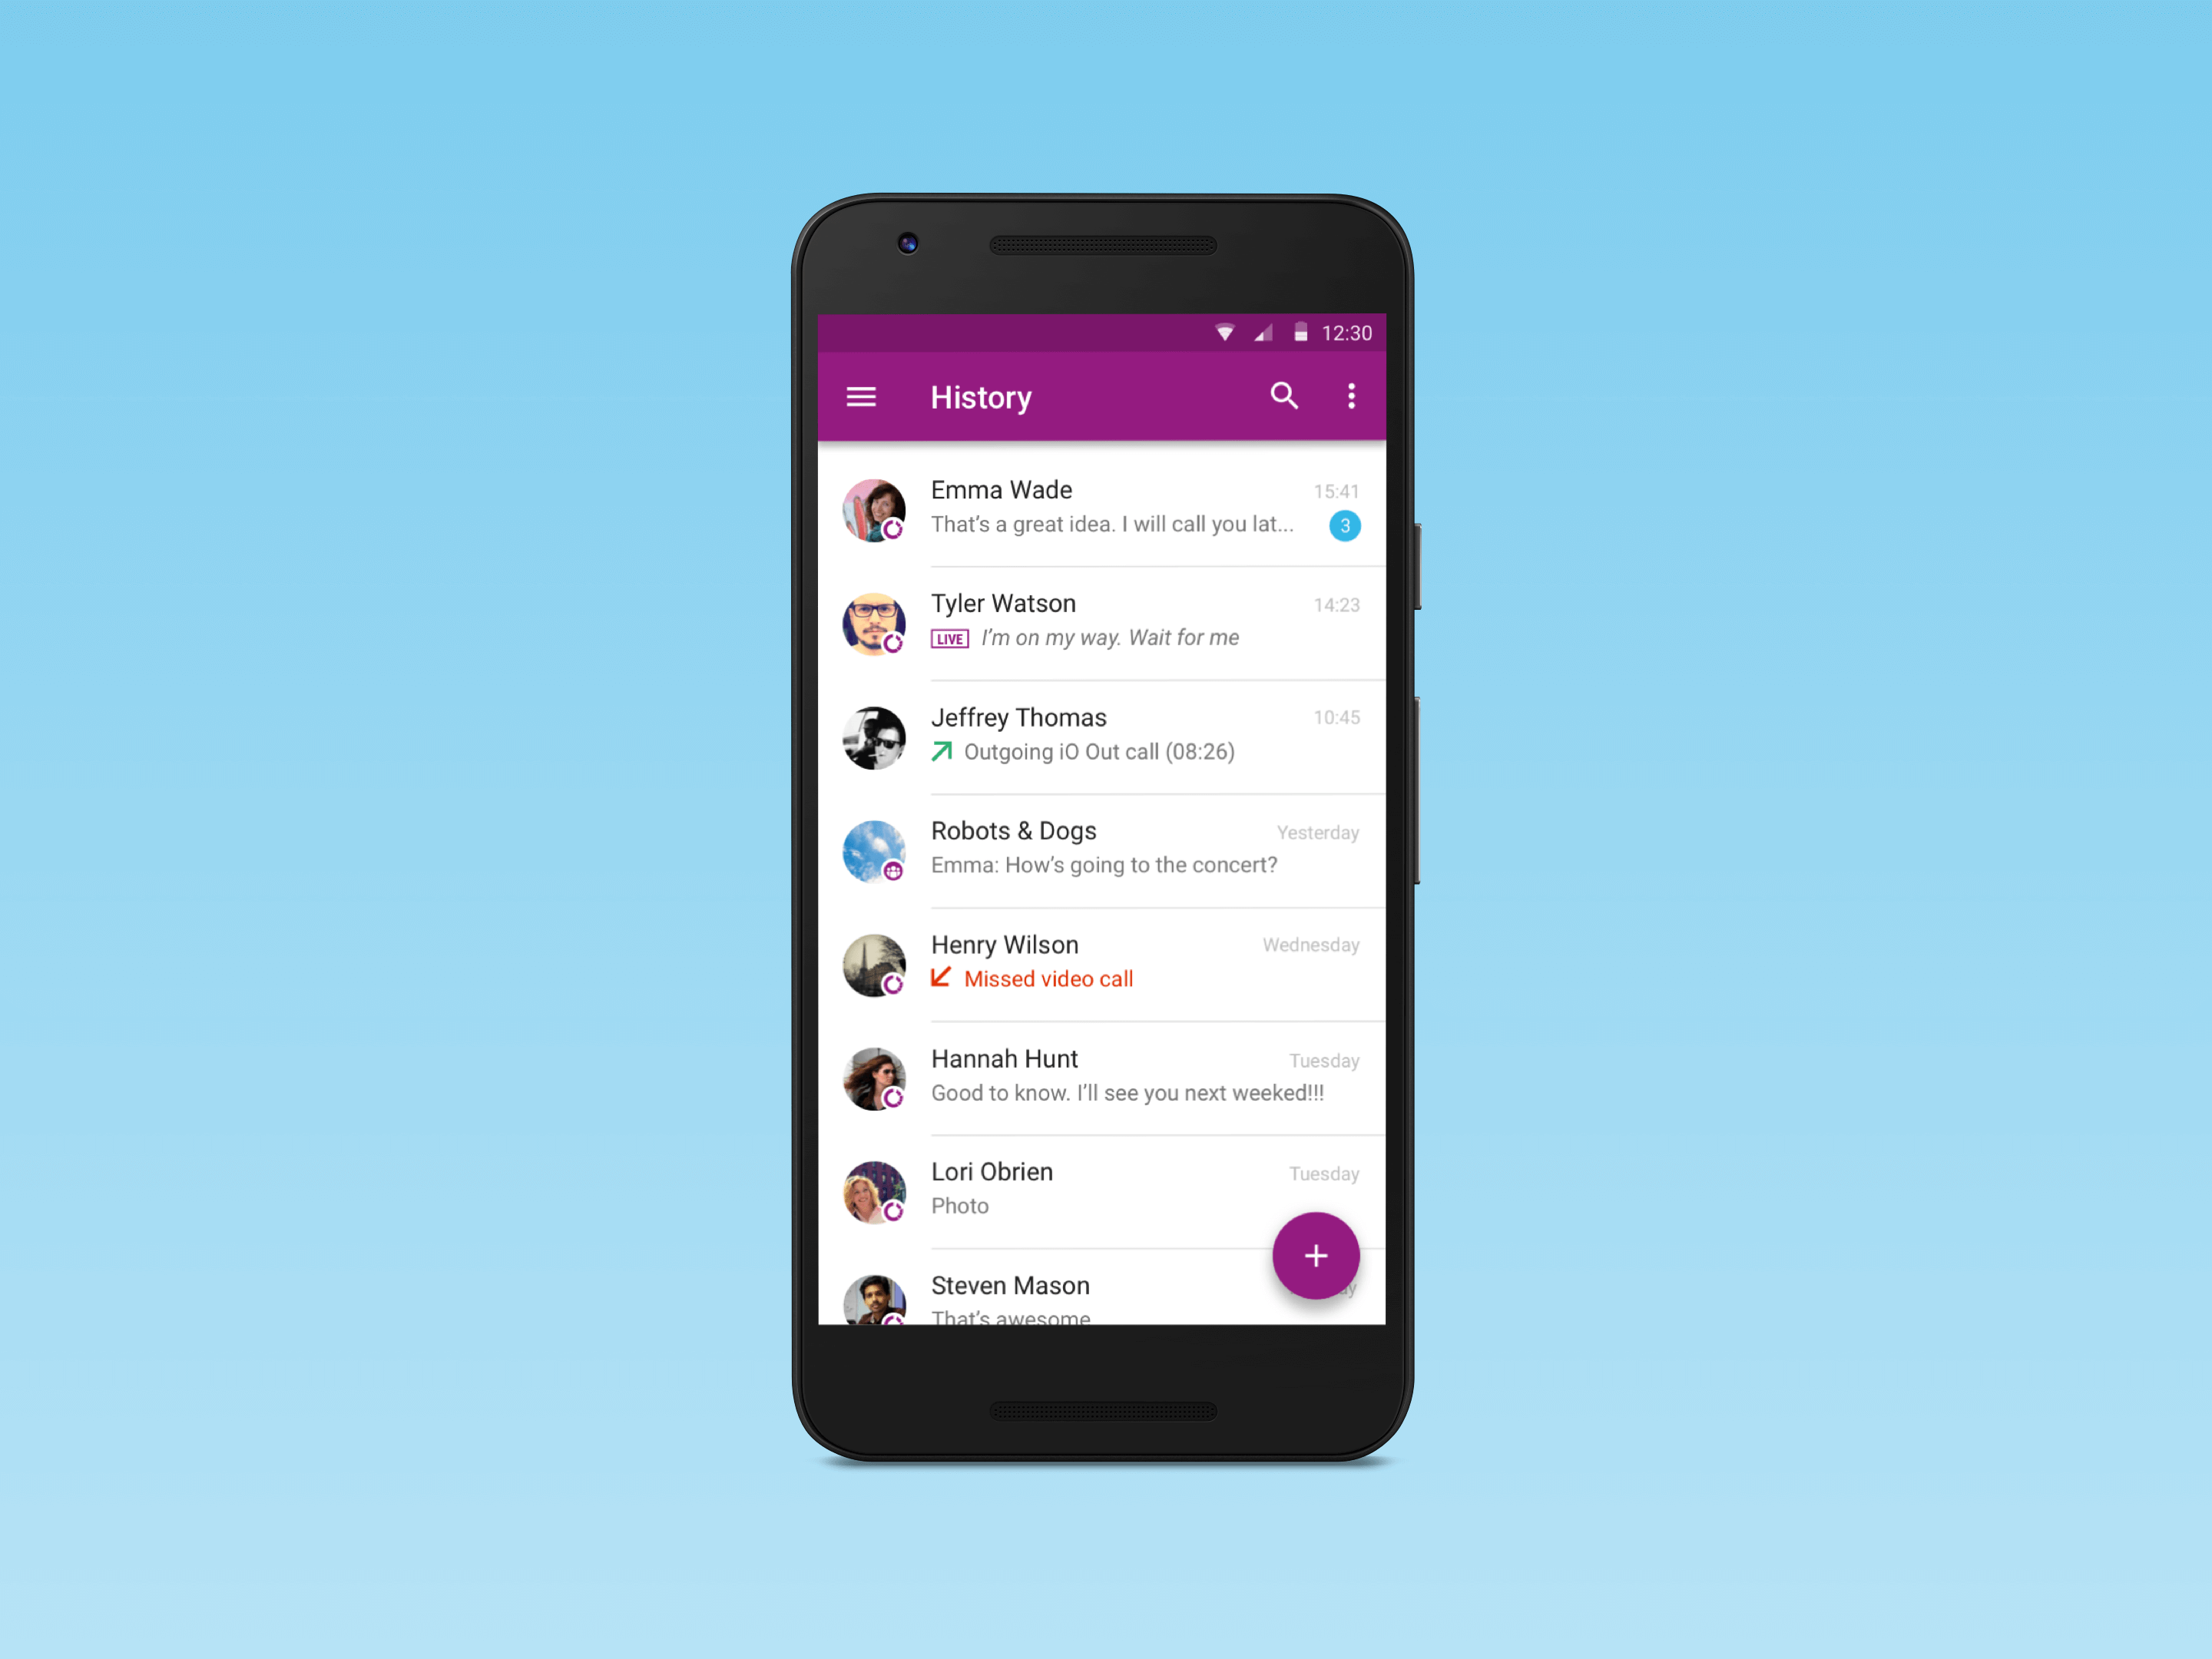 12:30
History
Emma Wade 15:41
That’s a great idea. I will call you lat... 3
Tyler Watson 14:23
LIVE I’m on my way. Wait for me
Jeffrey Thomas 10:45
Outgoing iO Out call (08:26)
Robots & Dogs Yesterday
Emma: How’s going to the concert?
Henry Wilson Wednesday
Missed video call
Hannah Hunt Tuesday
Good to know. I’ll see you next weeked!!!
Lori Obrien Tuesday
Photo
+
Steven Mason
That’s awesome